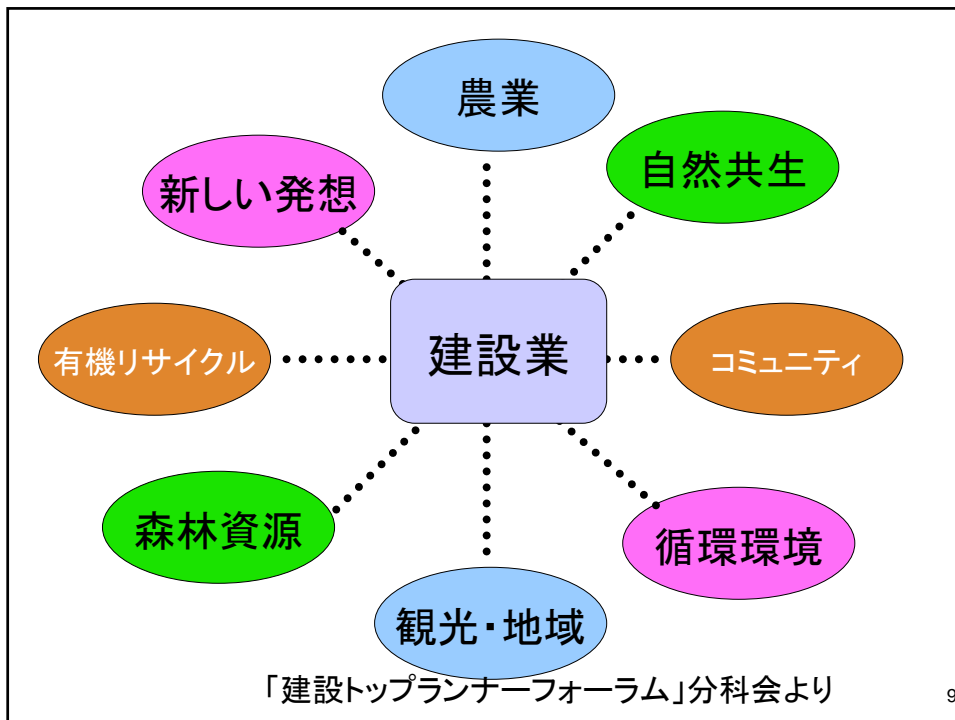 農業
新しい発想
自然共生
有機リサイクル
建設業
コミュニティ
森林資源
循環環境
観光・地域
「建設トップランナーフォーラム」分科会より
9